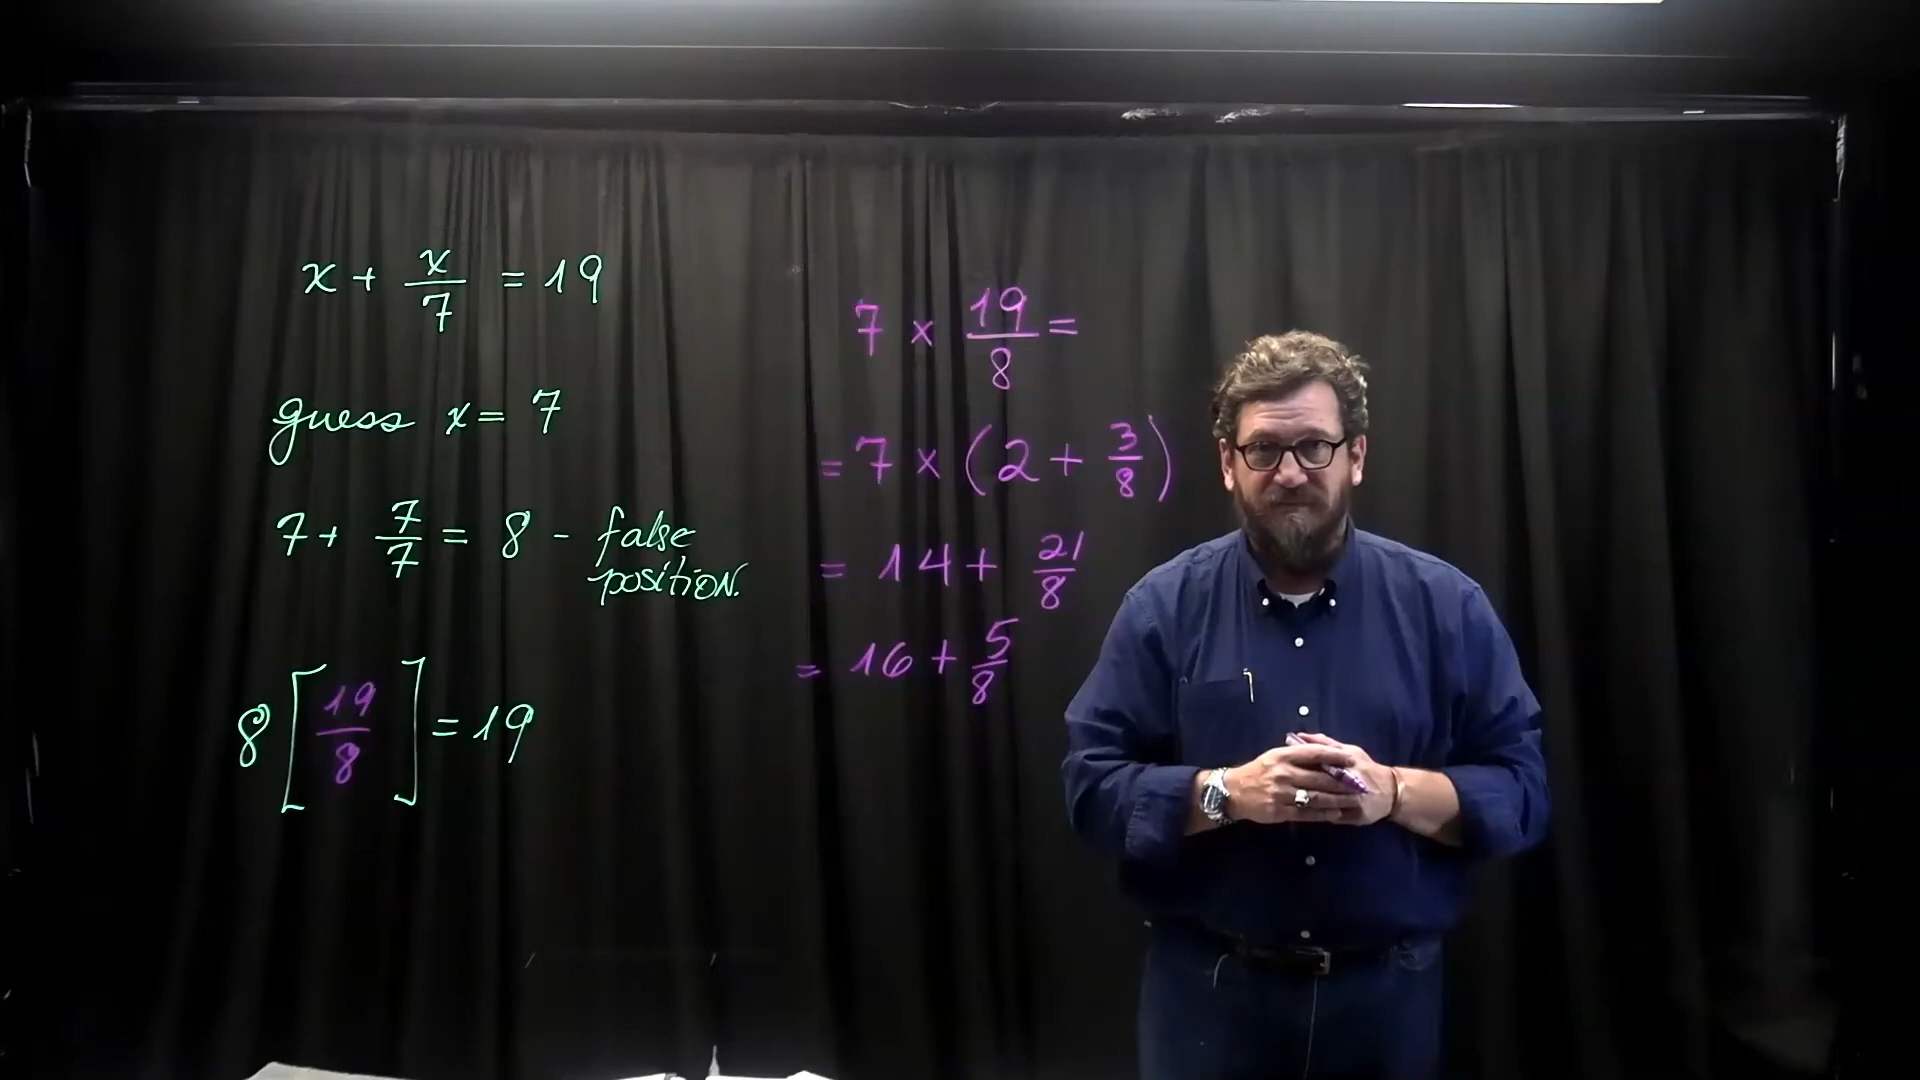 x + x/7 = 19
guess x = 7
7 + 7/7 = 8 - false
position.
8 [19/8] = 19
7 x 19/8 =
= 7 x (2 + 3/8)
= 14 + 21/8
= 16 + 5/8